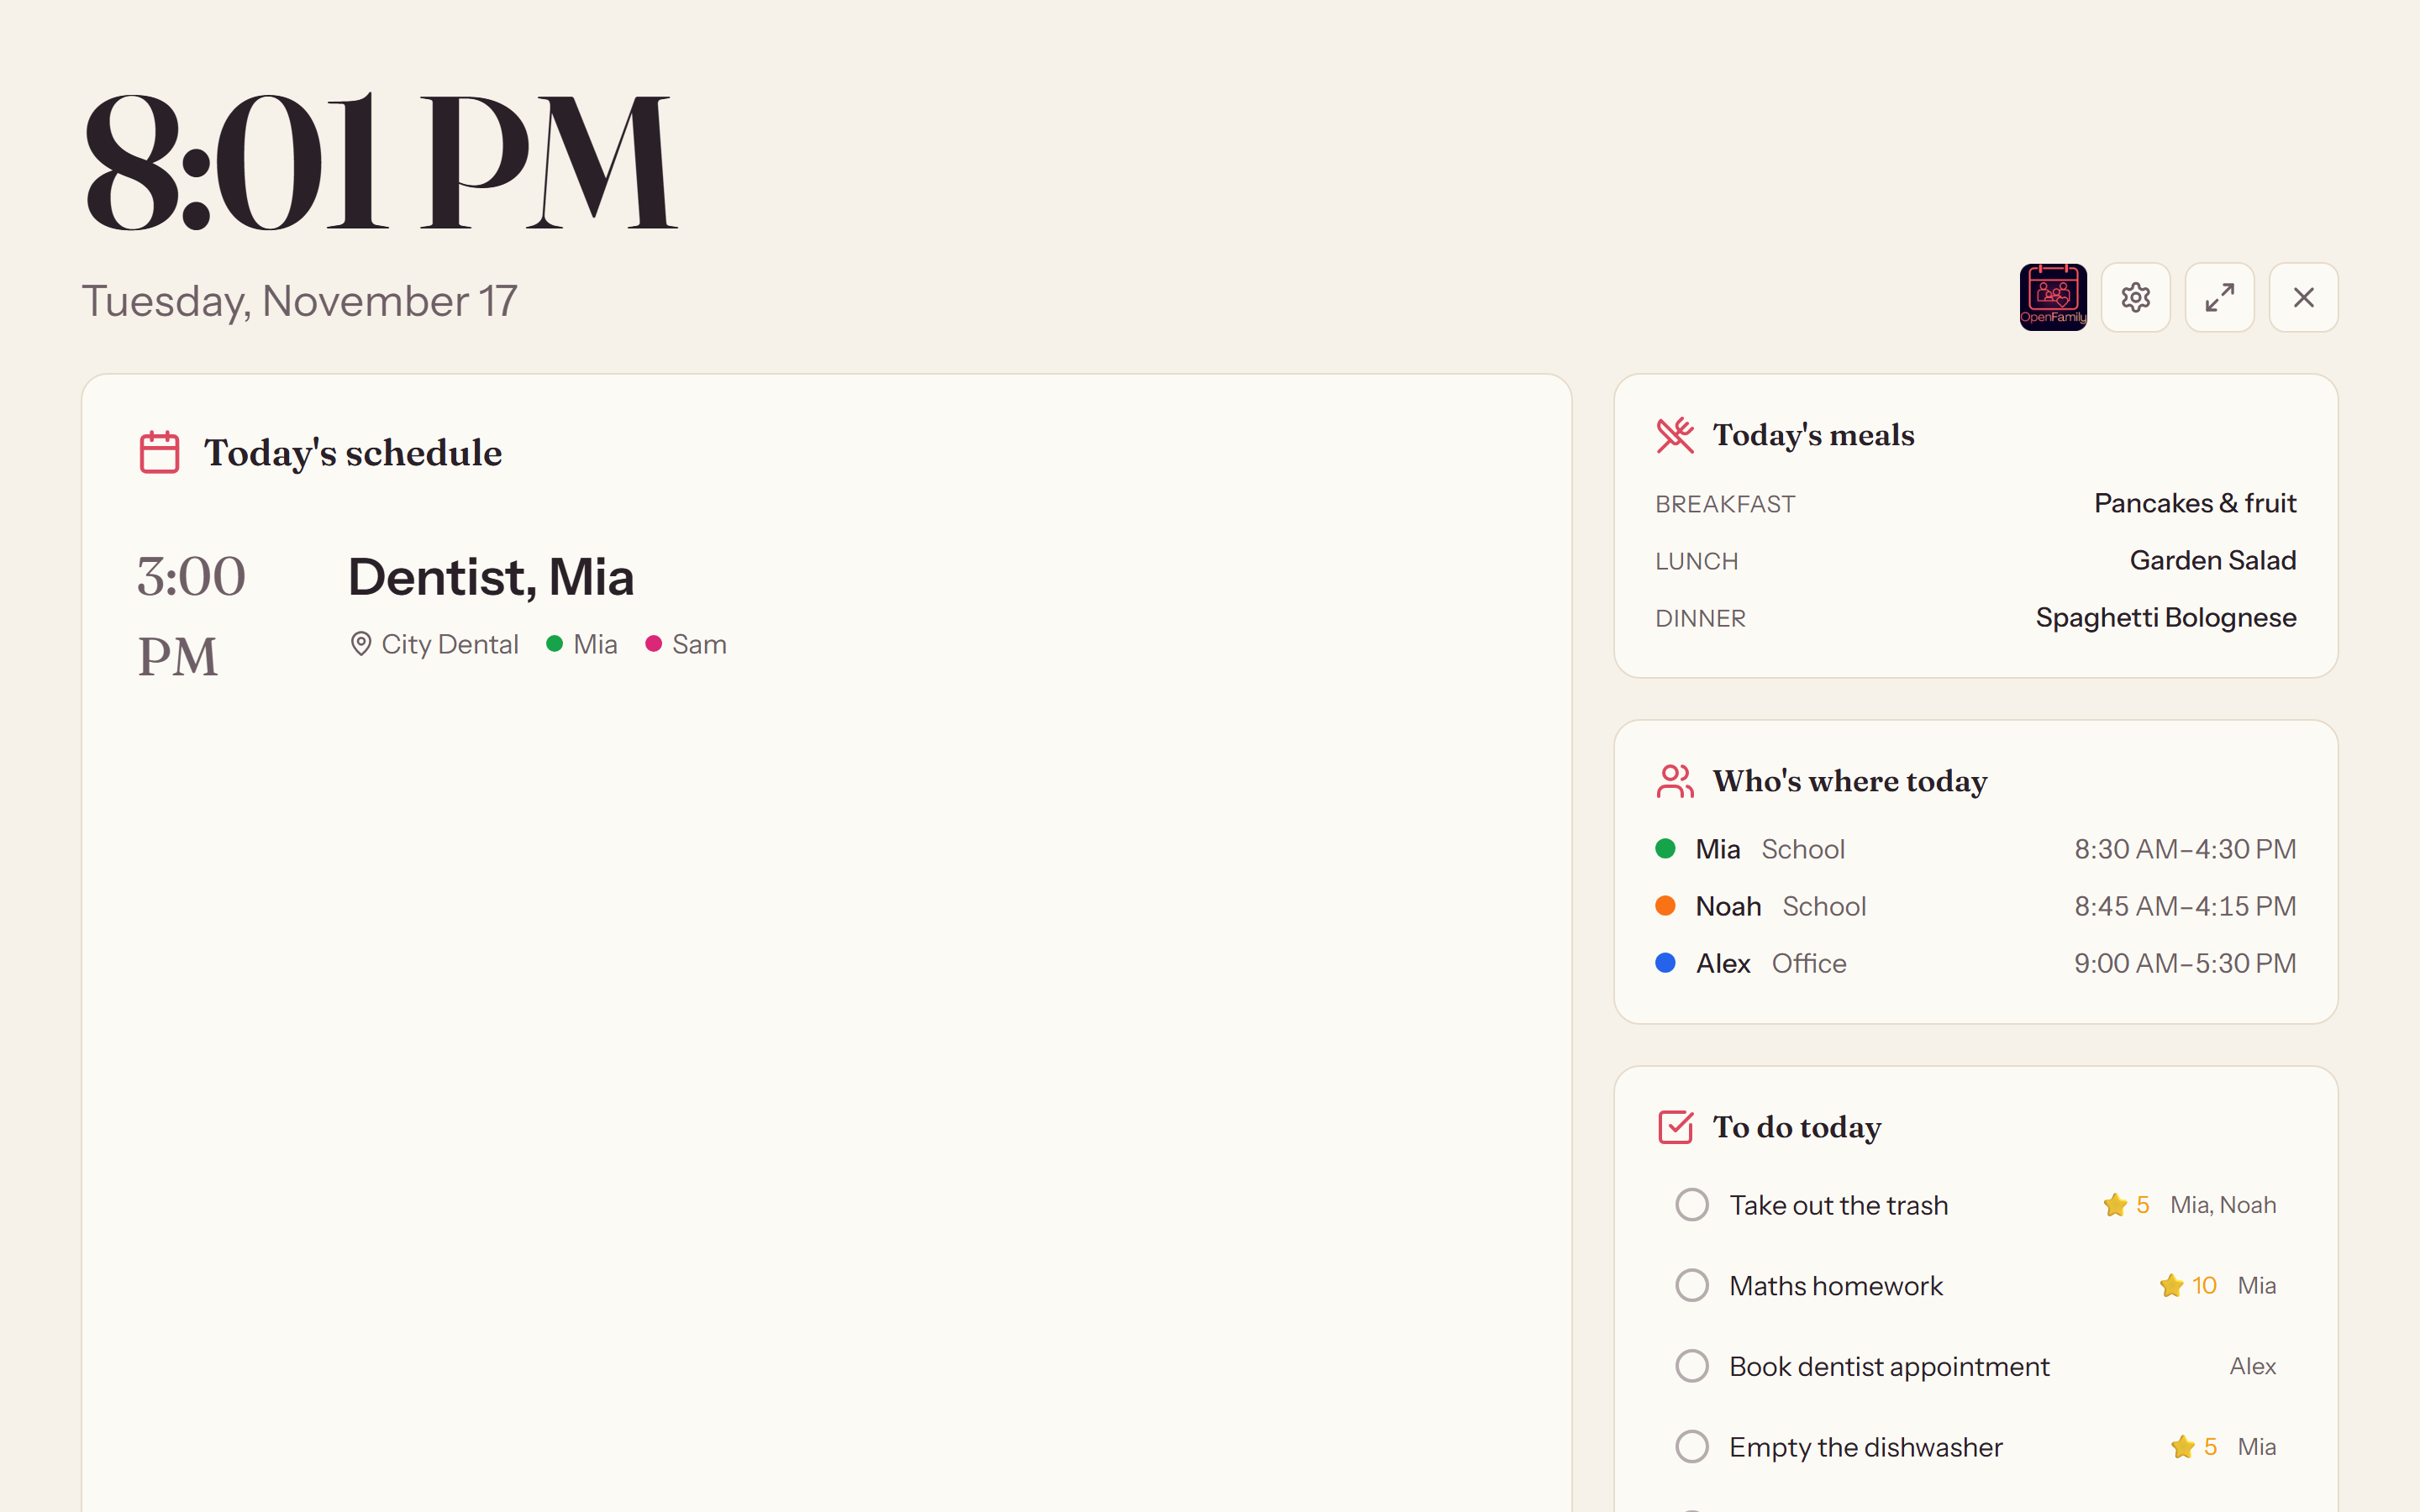 8:01 PM
Tuesday, November 17
OpenFamily
Today's schedule
3:00
PM
Dentist, Mia
City Dental Mia Sam
Today's meals
BREAKFAST Pancakes & fruit
LUNCH Garden Salad
DINNER Spaghetti Bolognese
Who's where today
Mia School 8:30 AM–4:30 PM
Noah School 8:45 AM–4:15 PM
Alex Office 9:00 AM–5:30 PM
To do today
Take out the trash 5 Mia, Noah
Maths homework 10 Mia
Book dentist appointment Alex
Empty the dishwasher 5 Mia